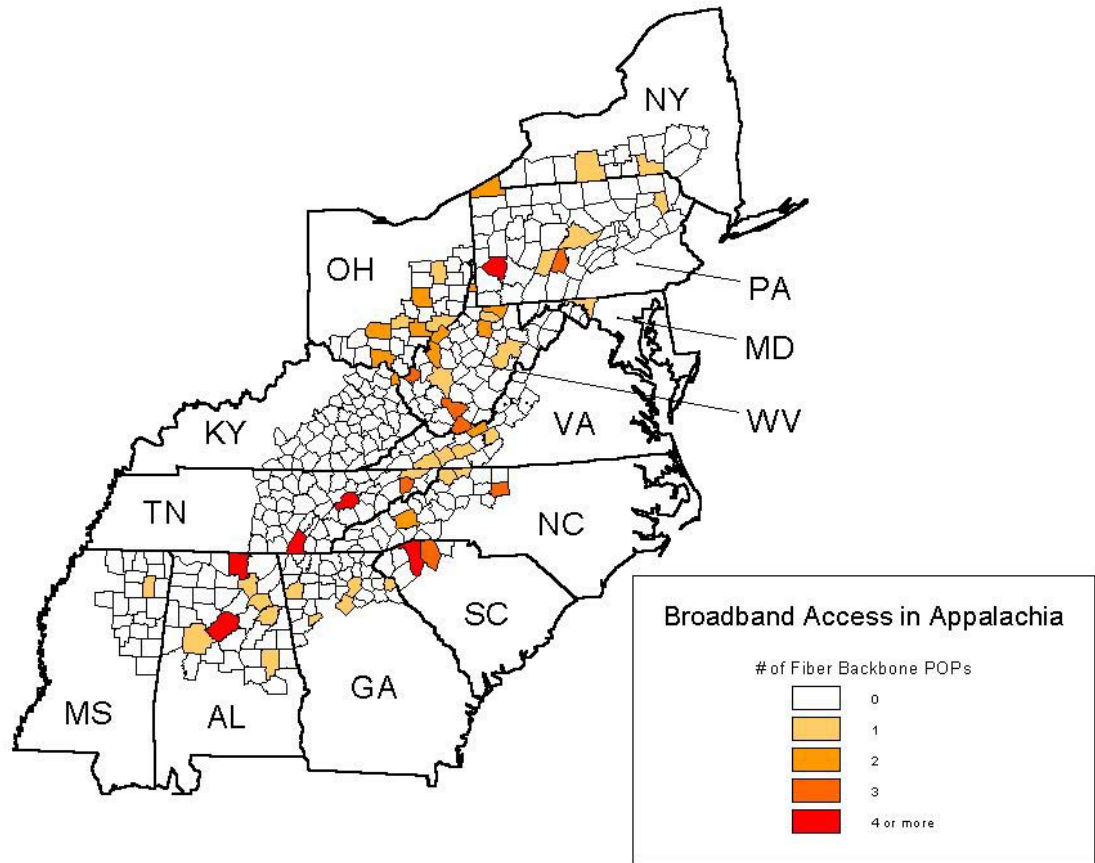 NY
OH
PA
MD
WV
KY
VA
TN
NC
SC
MS
AL
GA
Broadband Access in Appalachia
# of Fiber Backbone POPs
0
1
2
3
4 or more